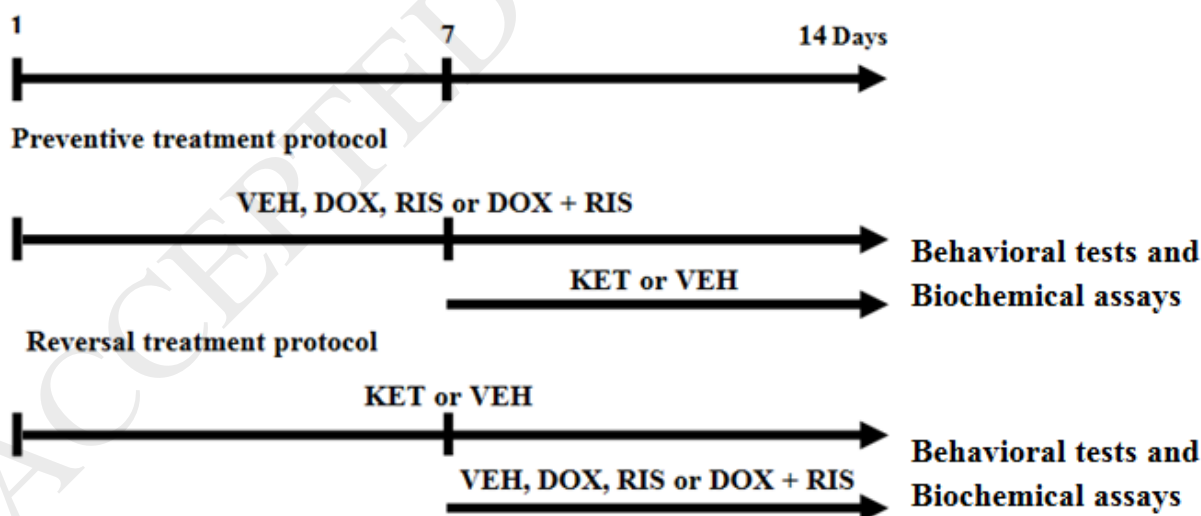 1
7
14 Days
Preventive treatment protocol
VEH, DOX, RIS or DOX + RIS
KET or VEH
Behavioral tests and
Biochemical assays
Reversal treatment protocol
KET or VEH
VEH, DOX, RIS or DOX + RIS
Behavioral tests and
Biochemical assays
ACCEPTED